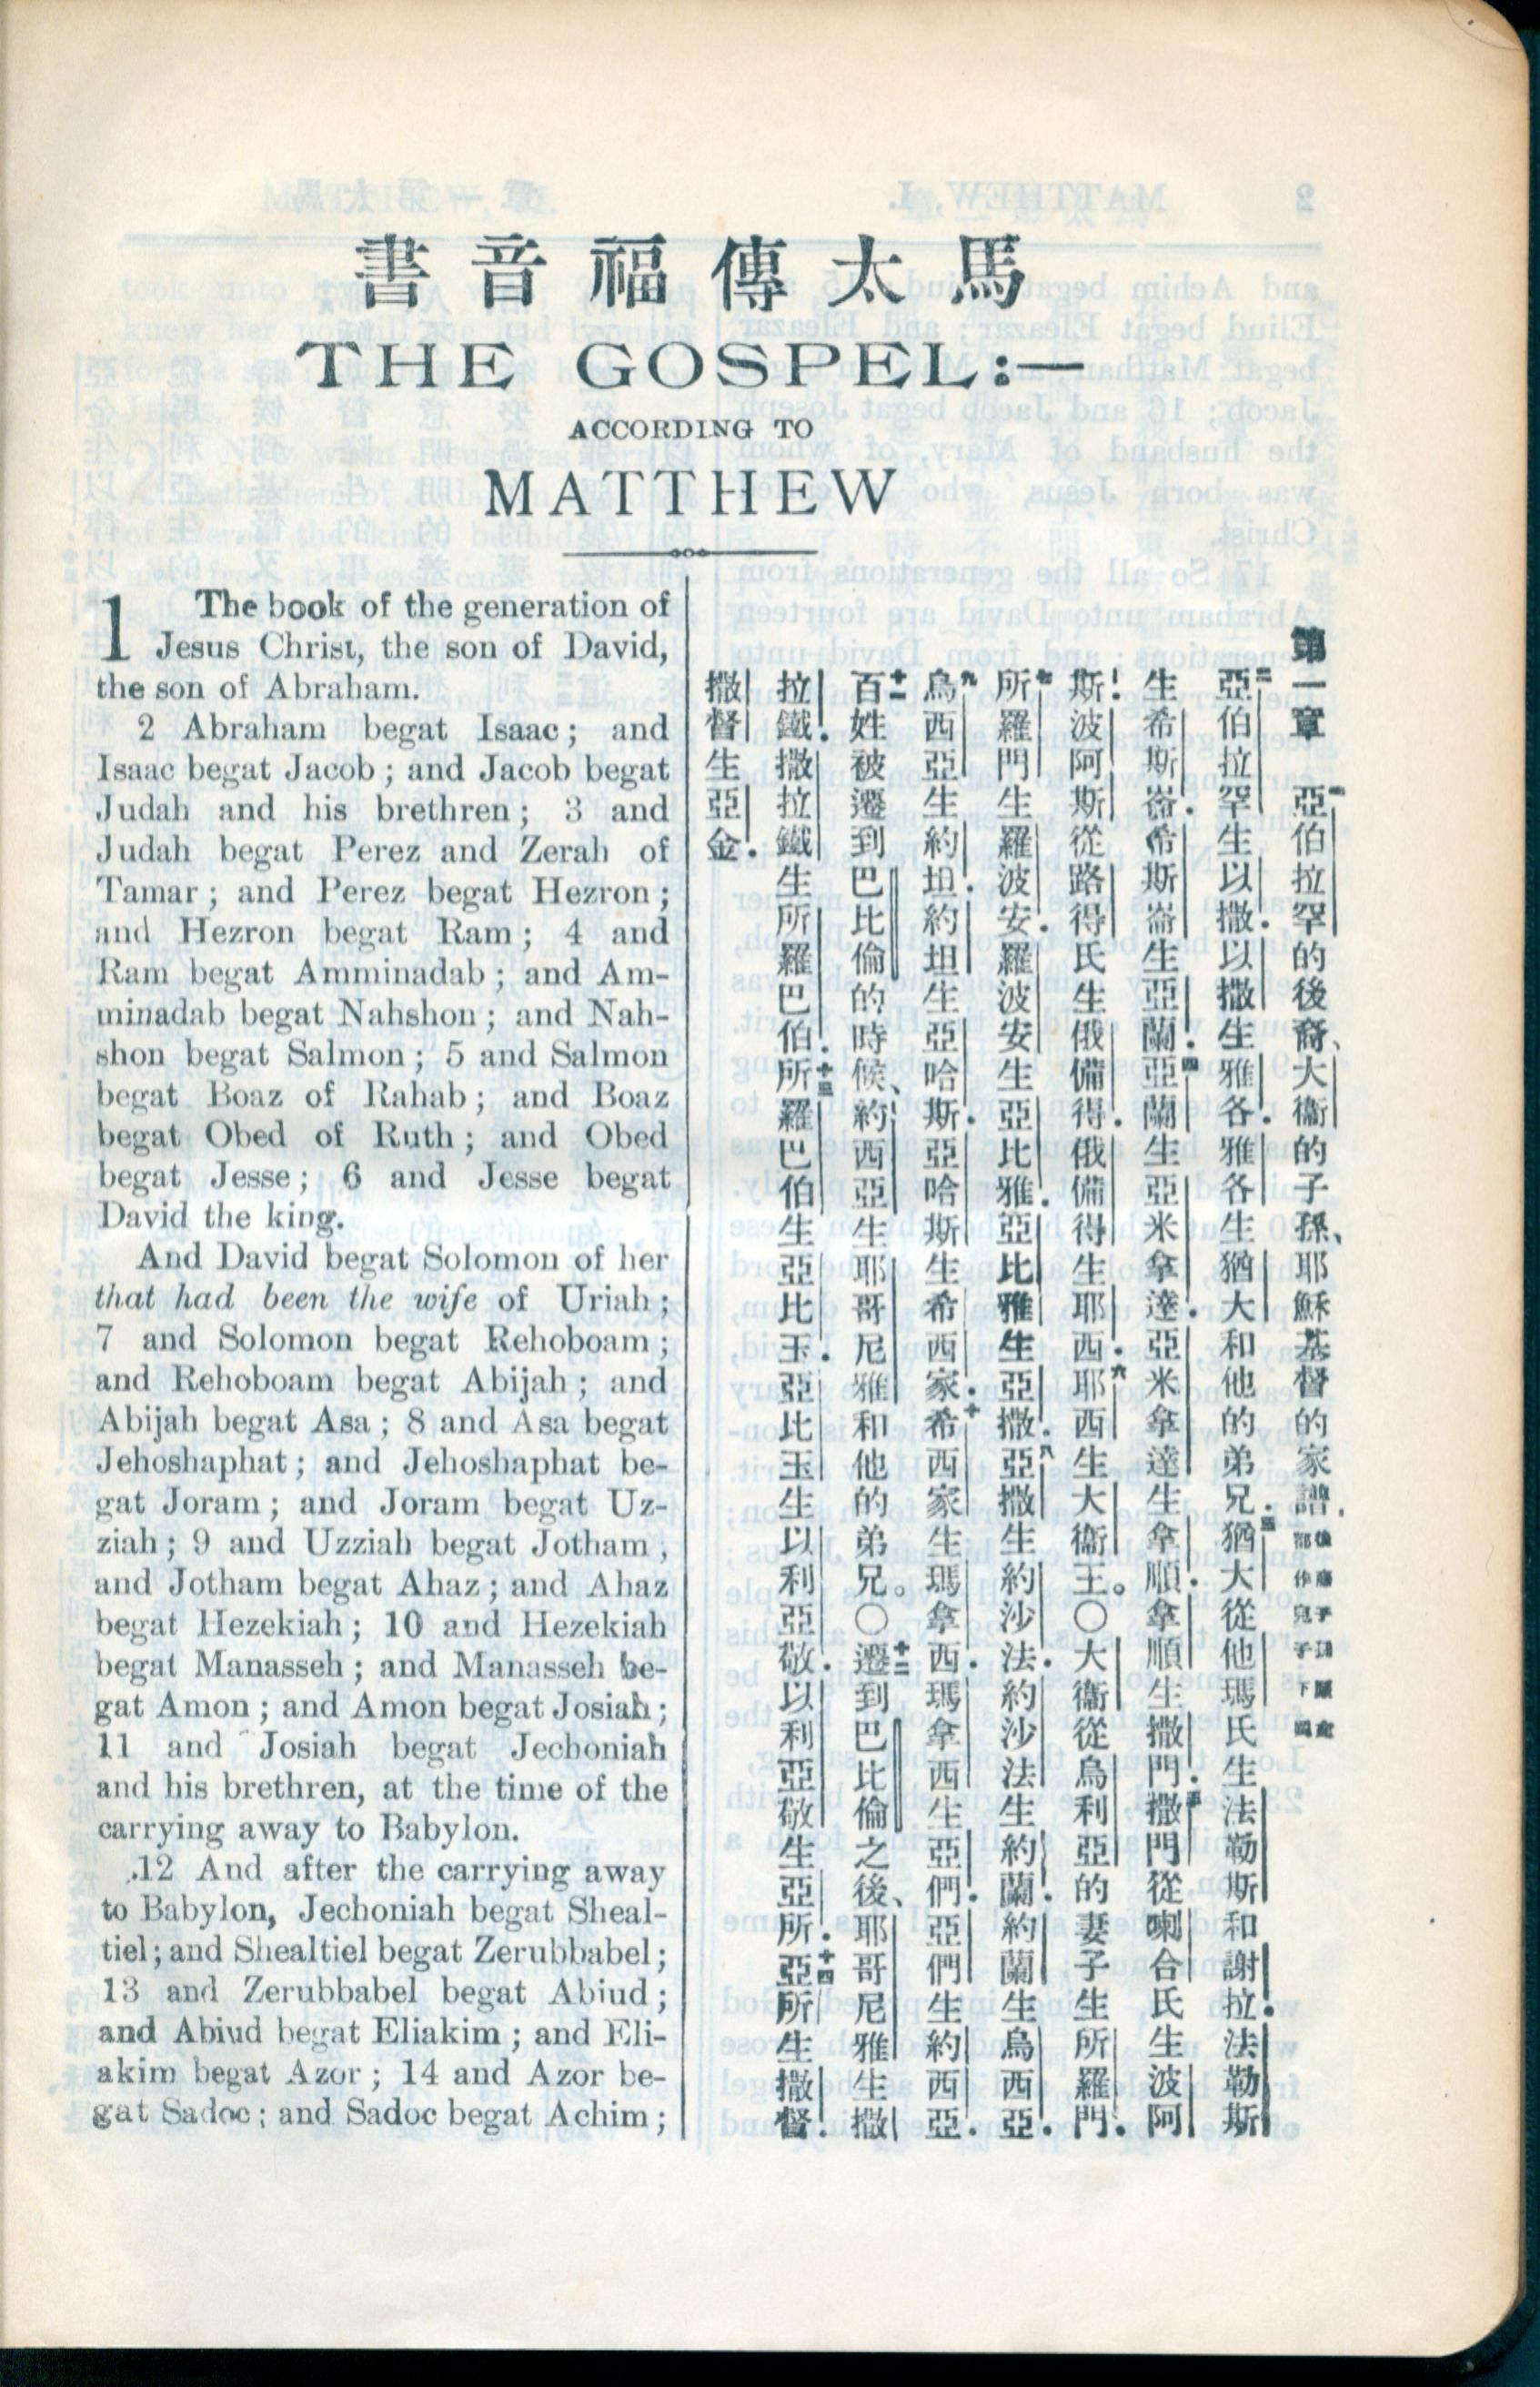 馬太傳福音書
THE GOSPEL:—
ACCORDING TO
MATTHEW
1 The book of the generation of
Jesus Christ, the son of David,
the son of Abraham.
2 Abraham begat Isaac; and
Isaac begat Jacob; and Jacob begat
Judah and his brethren; 3 and
Judah begat Perez and Zerah of
Tamar; and Perez begat Hezron;
and Hezron begat Ram; 4 and
Ram begat Amminadab; and Am-
minadab begat Nahshon; and Nah-
shon begat Salmon; 5 and Salmon
begat Boaz of Rahab; and Boaz
begat Obed of Ruth; and Obed
begat Jesse; 6 and Jesse begat
David the king.
And David begat Solomon of her
that had been the wife of Uriah;
7 and Solomon begat Rehoboam;
and Rehoboam begat Abijah; and
Abijah begat Asa; 8 and Asa begat
Jehoshaphat; and Jehoshaphat be-
gat Joram; and Joram begat Uz-
ziah; 9 and Uzziah begat Jotham,
and Jotham begat Ahaz; and Ahaz
begat Hezekiah; 10 and Hezekiah
begat Manasseh; and Manasseh be-
gat Amon; and Amon begat Josiah;
11 and Josiah begat Jechoniah
and his brethren, at the time of the
carrying away to Babylon.
12 And after the carrying away
to Babylon, Jechoniah begat Sheal-
tiel; and Shealtiel begat Zerubbabel;
13 and Zerubbabel begat Abiud;
and Abiud begat Eliakim; and Eli-
akim begat Azor; 14 and Azor be-
gat Sadoc; and Sadoc begat Achim;
第一章 一亞伯拉罕的後裔、大衞的子孫、耶穌基督的家譜.後裔子孫原文都作兒子下同
二亞伯拉罕生以撒.以撒生雅各.雅各生猶大和他的弟兄.三猶大從他瑪氏生法勒斯和謝拉.法勒斯
生希斯崙.希斯崙生亞蘭.四亞蘭生亞米拿達.亞米拿達生拿順.拿順生撒門.五撒門從喇合氏生波阿
斯.波阿斯從路得氏生俄備得.俄備得生耶西.六耶西生大衞王。〇大衞從烏利亞的妻子生所羅門.
七所羅門生羅波安.羅波安生亞比雅.亞比雅生亞撒.八亞撒生約沙法.約沙法生約蘭.約蘭生烏西亞.
九烏西亞生約坦.約坦生亞哈斯.亞哈斯生希西家.十希西家生瑪拿西.瑪拿西生亞們.亞們生約西亞.
十一百姓被遷到巴比倫的時候、約西亞生耶哥尼雅和他的弟兄。〇十二遷到巴比倫之後、耶哥尼雅生撒
拉鐵.撒拉鐵生所羅巴伯.十三所羅巴伯生亞比玉.亞比玉生以利亞敬.以利亞敬生亞所.十四亞所生撒督.
撒督生亞金.